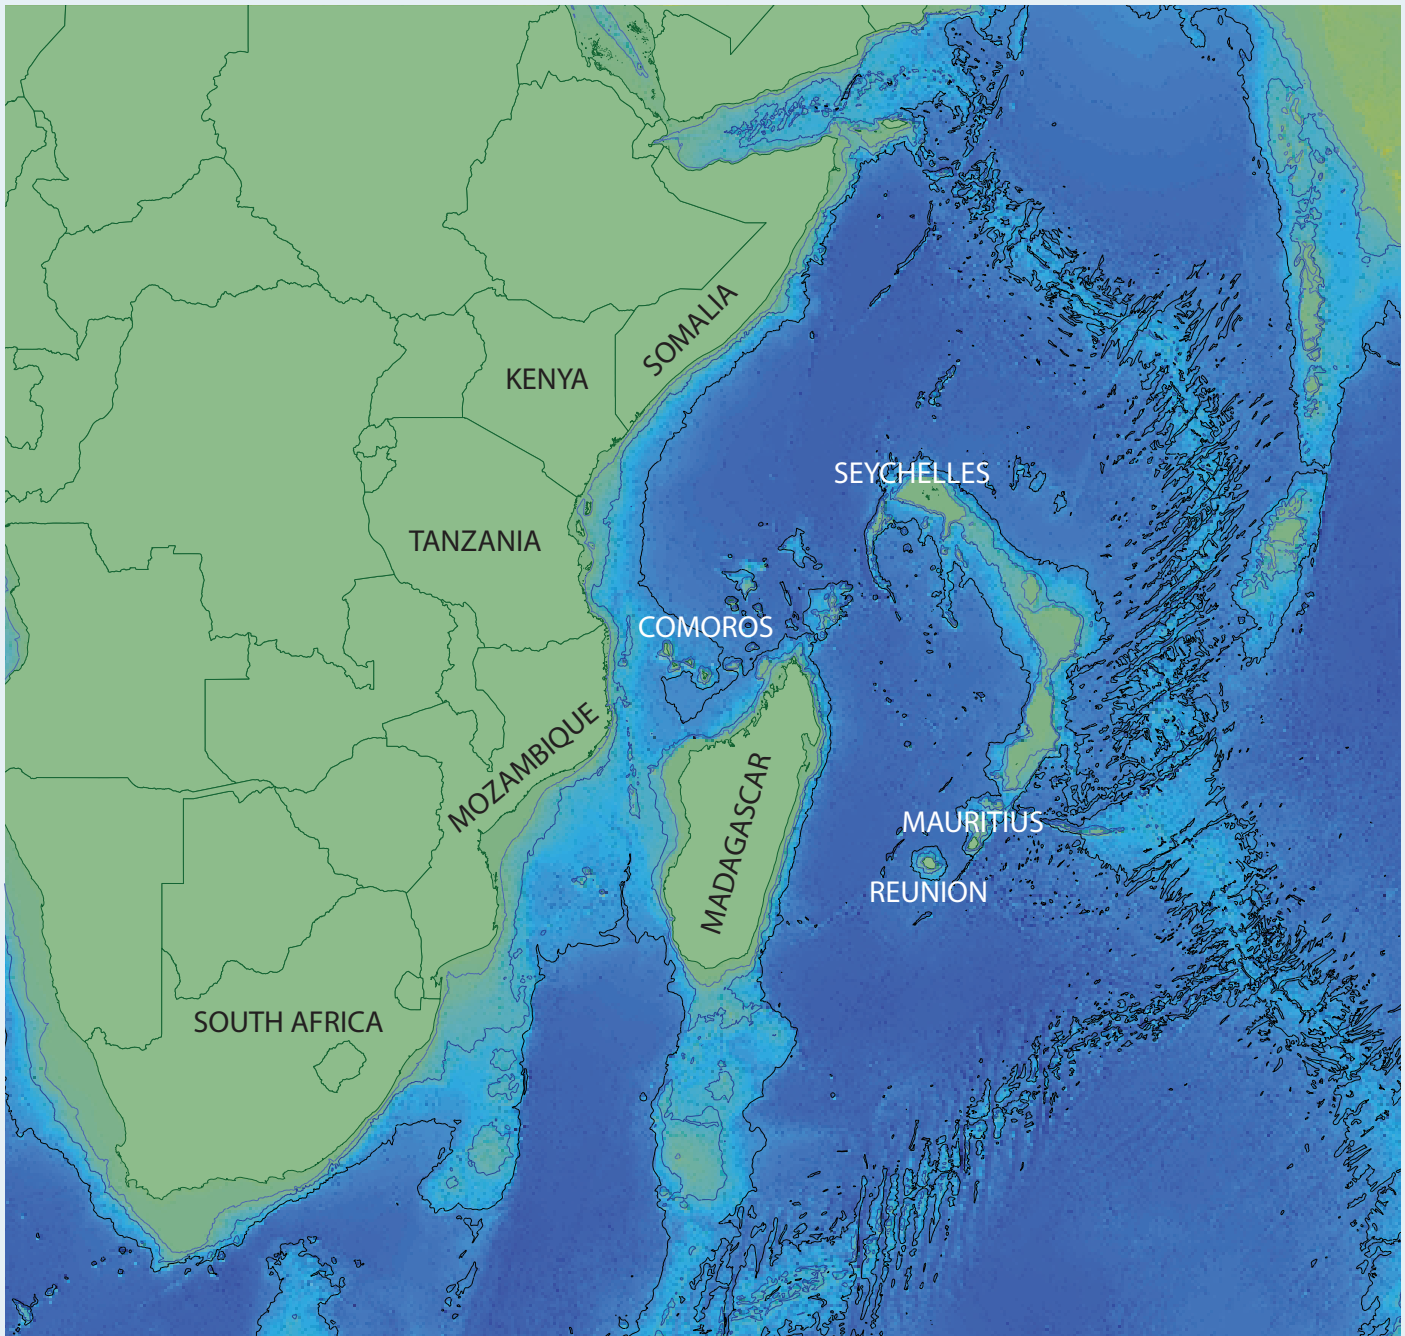 SOMALIA
KENYA
SEYCHELLES
TANZANIA
COMOROS
MOZAMBIQUE
MADAGASCAR
MAURITIUS
REUNION
SOUTH AFRICA